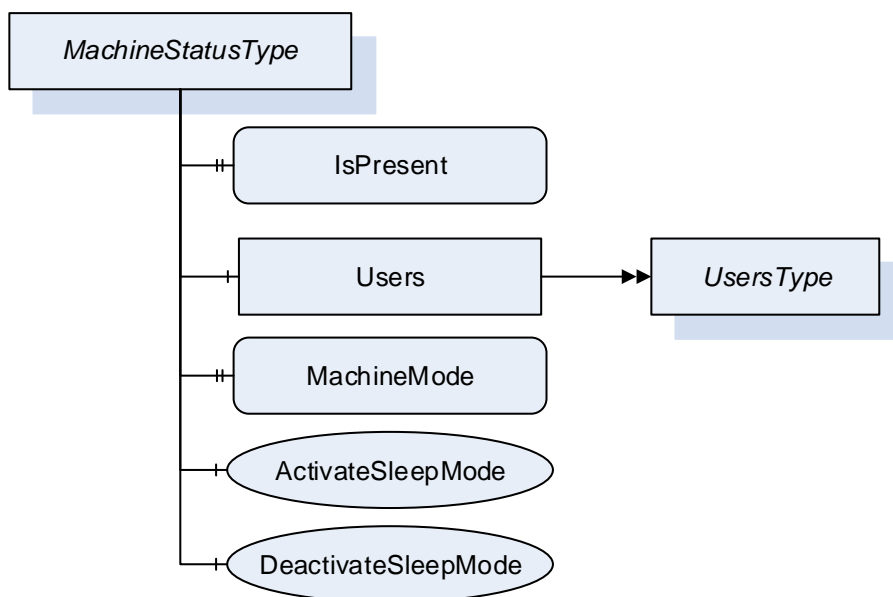 MachineStatusType
IsPresent
Users
UsersType
MachineMode
ActivateSleepMode
DeactivateSleepMode